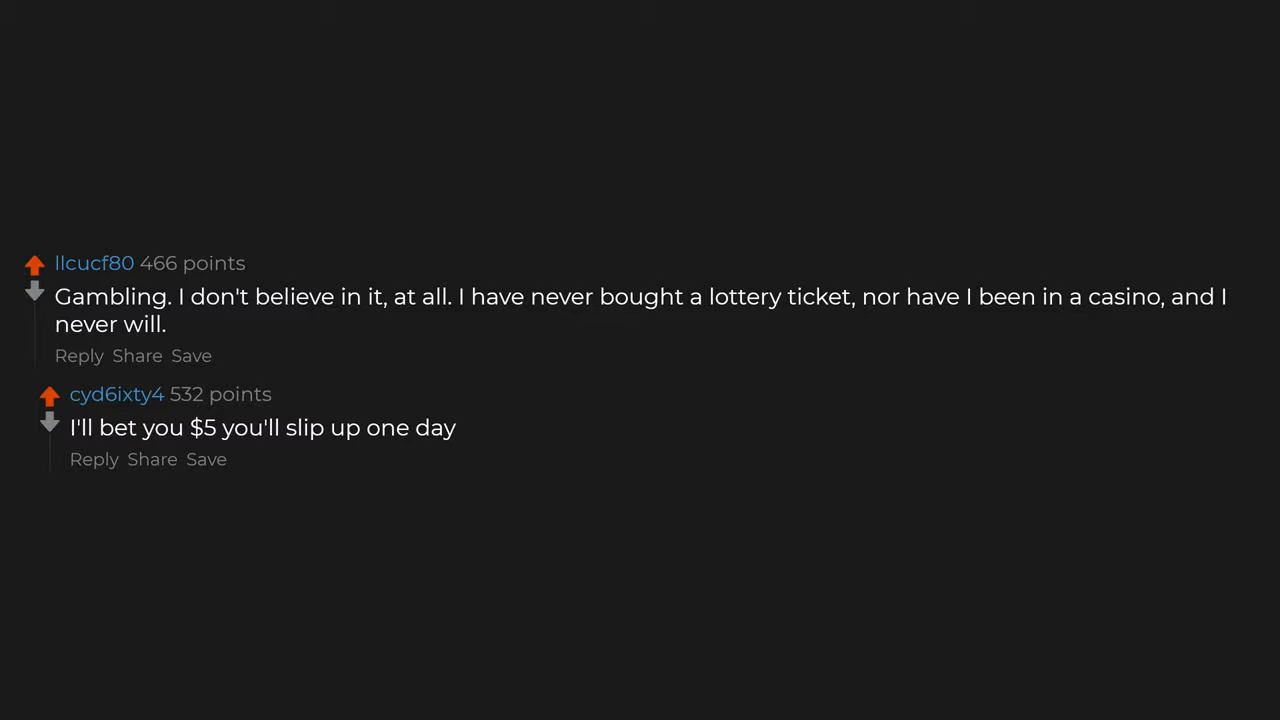 llcucf80 466 points
Gambling. I don't believe in it, at all. I have never bought a lottery ticket, nor have I been in a casino, and I
never will.
Reply Share Save
cyd6ixty4 532 points
I'll bet you $5 you'll slip up one day
Reply Share Save